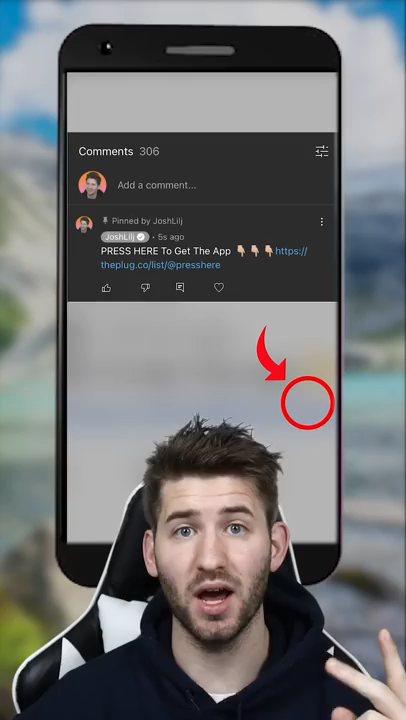 Comments 306
Add a comment...
Pinned by JoshLilj
JoshLilj • 5s ago
PRESS HERE To Get The App 👇🏼👇🏼👇🏼https://
theplug.co/list/@presshere